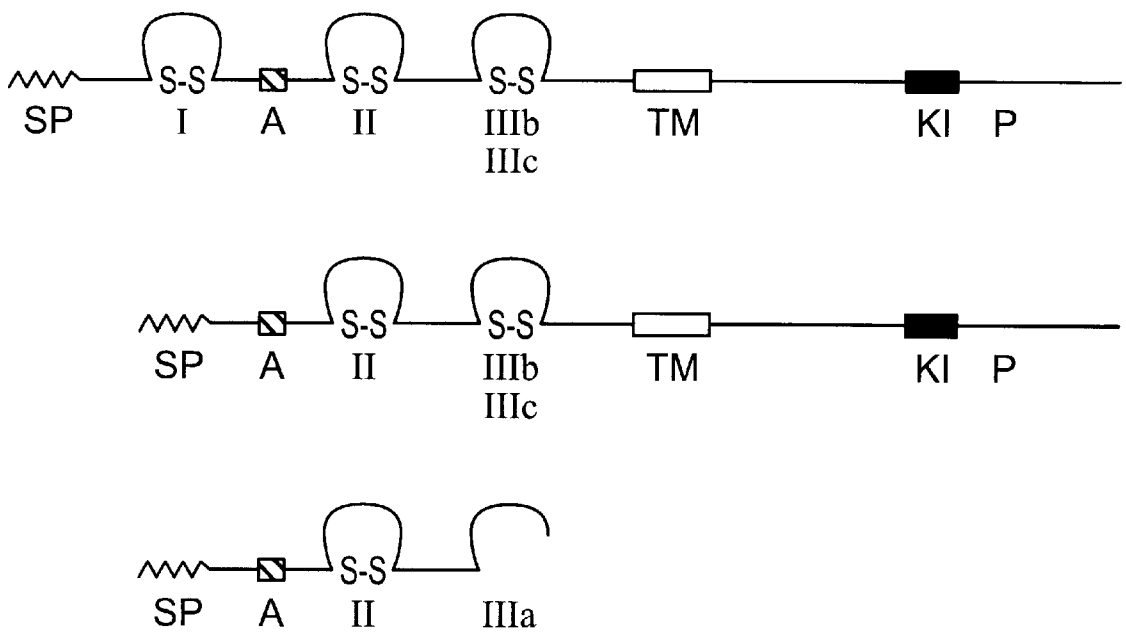 S-S S-S S-S
SP I A II IIIb TM KI P
IIIc
S-S S-S
SP A II IIIb TM KI P
IIIc
S-S
SP A II IIIa